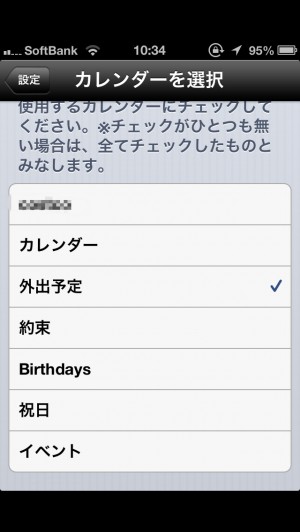 SoftBank 10:34 95%
設定 カレンダーを選択
使用するカレンダーにチェックして
ください。※チェックがひとつも無
い場合は、全てチェックしたものと
みなします。
カレンダー
外出予定
約束
Birthdays
祝日
イベント